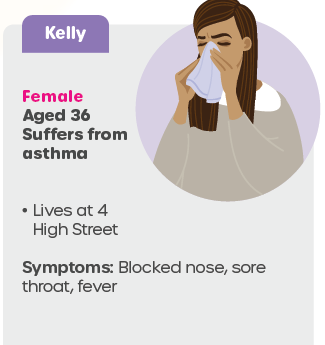 Kelly
Female
Aged 36
Suffers from
asthma
• Lives at 4
High Street
Symptoms: Blocked nose, sore
throat, fever